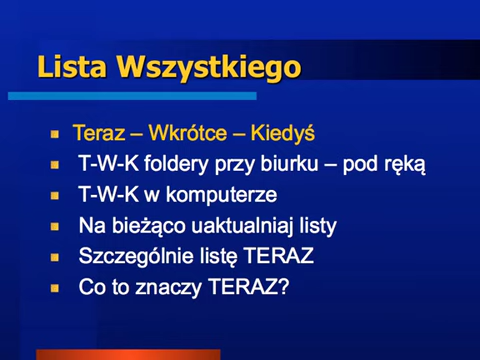 Lista Wszystkiego
Teraz – Wkrótce – Kiedyś
T-W-K foldery przy biurku – pod ręką
T-W-K w komputerze
Na bieżąco uaktualniaj listy
Szczególnie listę TERAZ
Co to znaczy TERAZ?